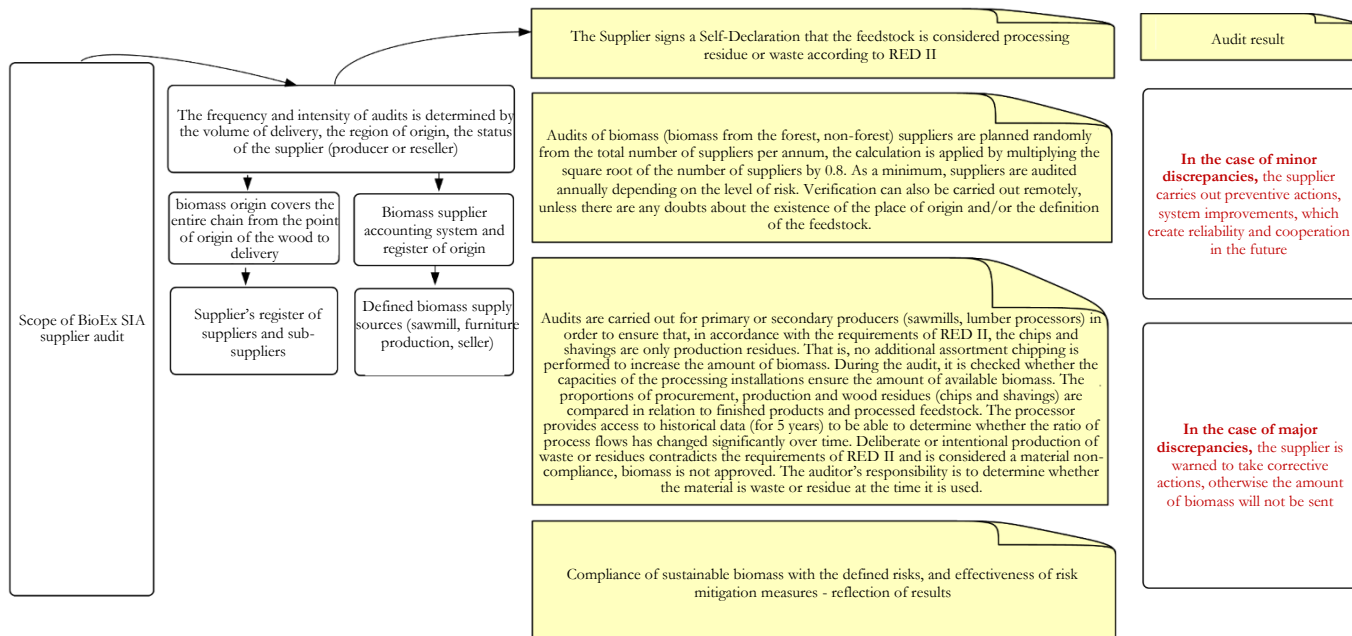 Scope of BioEx SIA
supplier audit
The frequency and intensity of audits is determined by
the volume of delivery, the region of origin, the status
of the supplier (producer or reseller)
biomass origin covers the
entire chain from the point
of origin of the wood to
delivery
Supplier's register of
suppliers and sub-
suppliers
Biomass supplier
accounting system and
register of origin
Defined biomass supply
sources (sawmill, furniture
production, seller)
The Supplier signs a Self-Declaration that the feedstock is considered processing
residue or waste according to RED II
Audits of biomass (biomass from the forest, non-forest) suppliers are planned randomly
from the total number of suppliers per annum, the calculation is applied by multiplying the
square root of the number of suppliers by 0.8. As a minimum, suppliers are audited
annually depending on the level of risk. Verification can also be carried out remotely,
unless there are any doubts about the existence of the place of origin and/or the definition
of the feedstock.
Audits are carried out for primary or secondary producers (sawmills, lumber processors) in
order to ensure that, in accordance with the requirements of RED II, the chips and
shavings are only production residues. That is, no additional assortment chipping is
performed to increase the amount of biomass. During the audit, it is checked whether the
capacities of the processing installations ensure the amount of available biomass. The
proportions of procurement, production and wood residues (chips and shavings) are
compared in relation to finished products and processed feedstock. The processor
provides access to historical data (for 5 years) to be able to determine whether the ratio of
process flows has changed significantly over time. Deliberate or intentional production of
waste or residues contradicts the requirements of RED II and is considered a material non-
compliance, biomass is not approved. The auditor's responsibility is to determine whether
the material is waste or residue at the time it is used.
Compliance of sustainable biomass with the defined risks, and effectiveness of risk
mitigation measures - reflection of results
Audit result
In the case of minor
discrepancies, the supplier
carries out preventive actions,
system improvements, which
create reliability and cooperation
in the future
In the case of major
discrepancies, the supplier is
warned to take corrective
actions, otherwise the amount
of biomass will not be sent